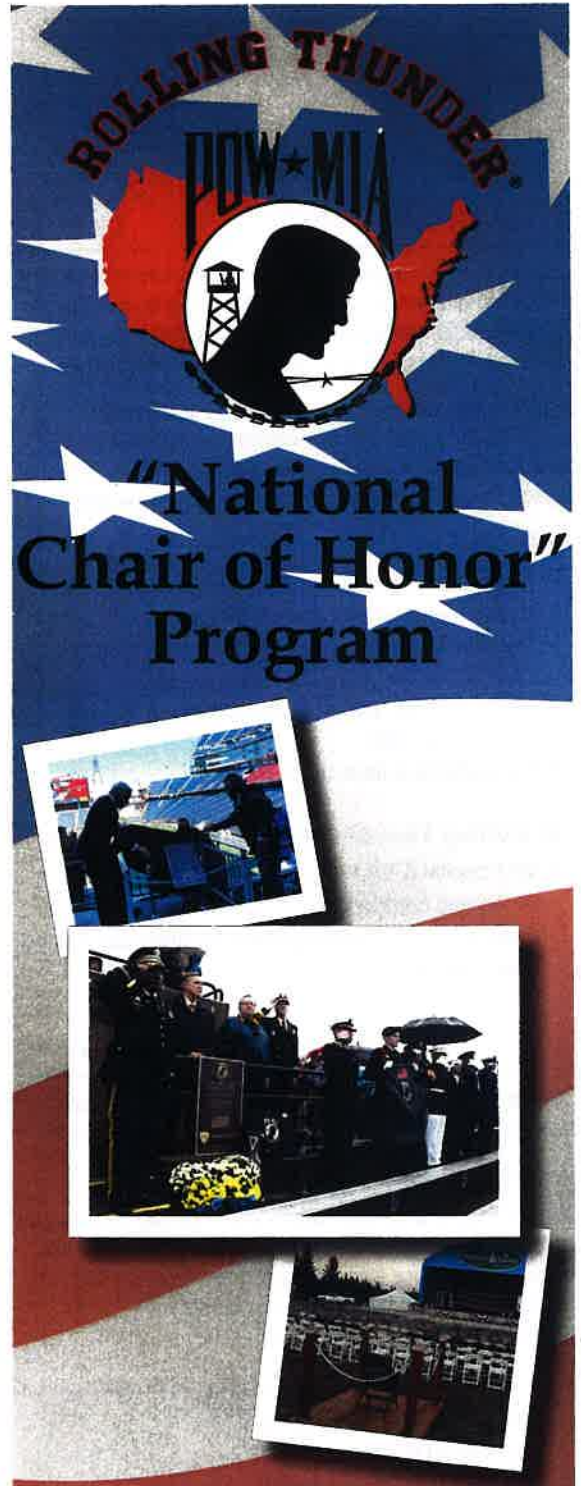 ROLLING THUNDER®
POW★MIA
"National
Chair of Honor"
Program